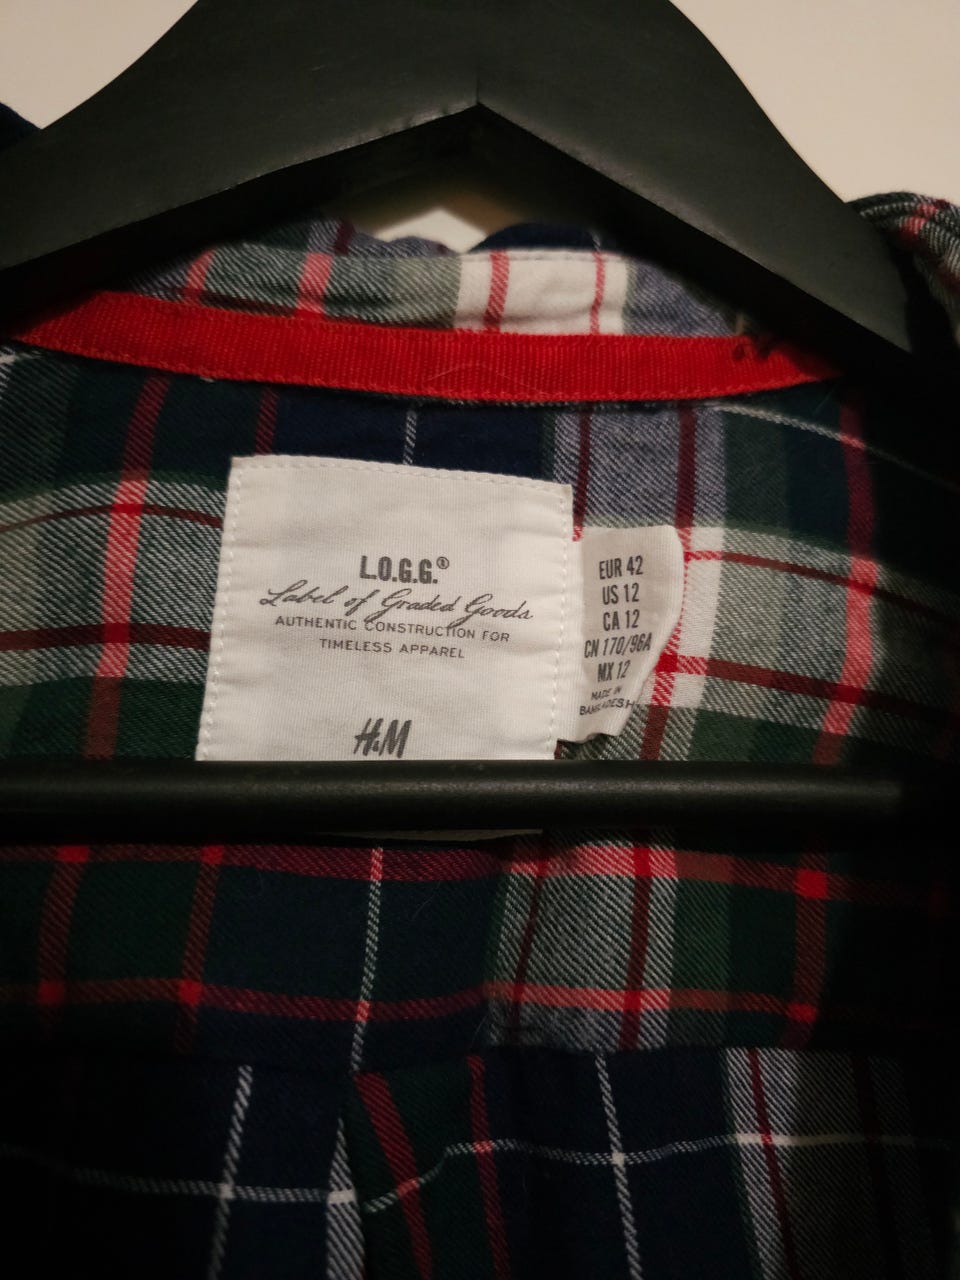 L.O.G.G.®
Label of Graded Goods
AUTHENTIC CONSTRUCTION FOR
TIMELESS APPAREL
H&M
EUR 42
US 12
CA 12
CN 170/96A
MX 12
MADE IN
BANGLADESH